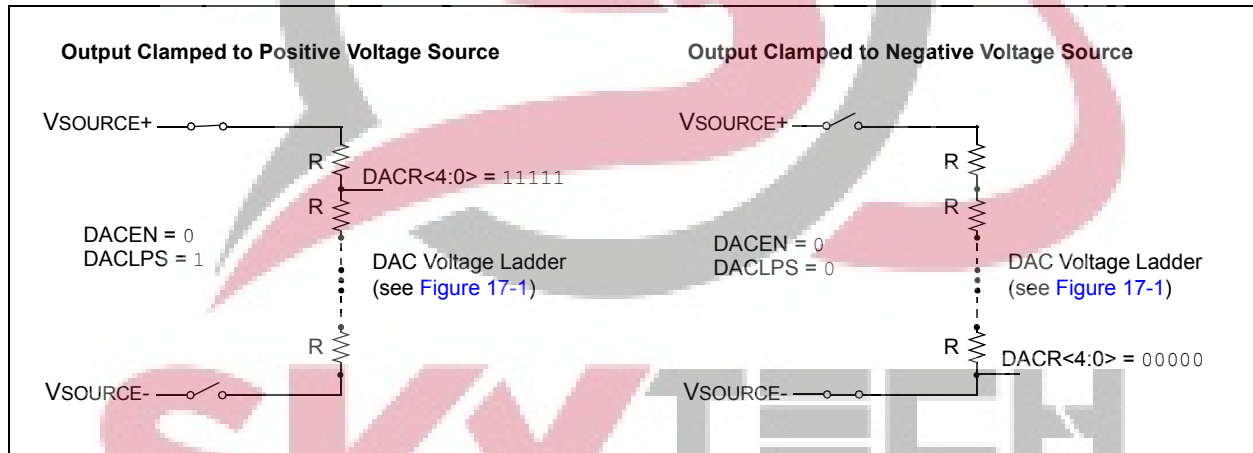 Output Clamped to Positive Voltage Source
VSOURCE+
R
DACR<4:0> = 11111
R
DACEN = 0
DACLPS = 1
DAC Voltage Ladder
(see Figure 17-1)
R
VSOURCE-
Output Clamped to Negative Voltage Source
VSOURCE+
R
R
DACEN = 0
DACLPS = 0
DAC Voltage Ladder
(see Figure 17-1)
R
DACR<4:0> = 00000
VSOURCE-
SKYTECH